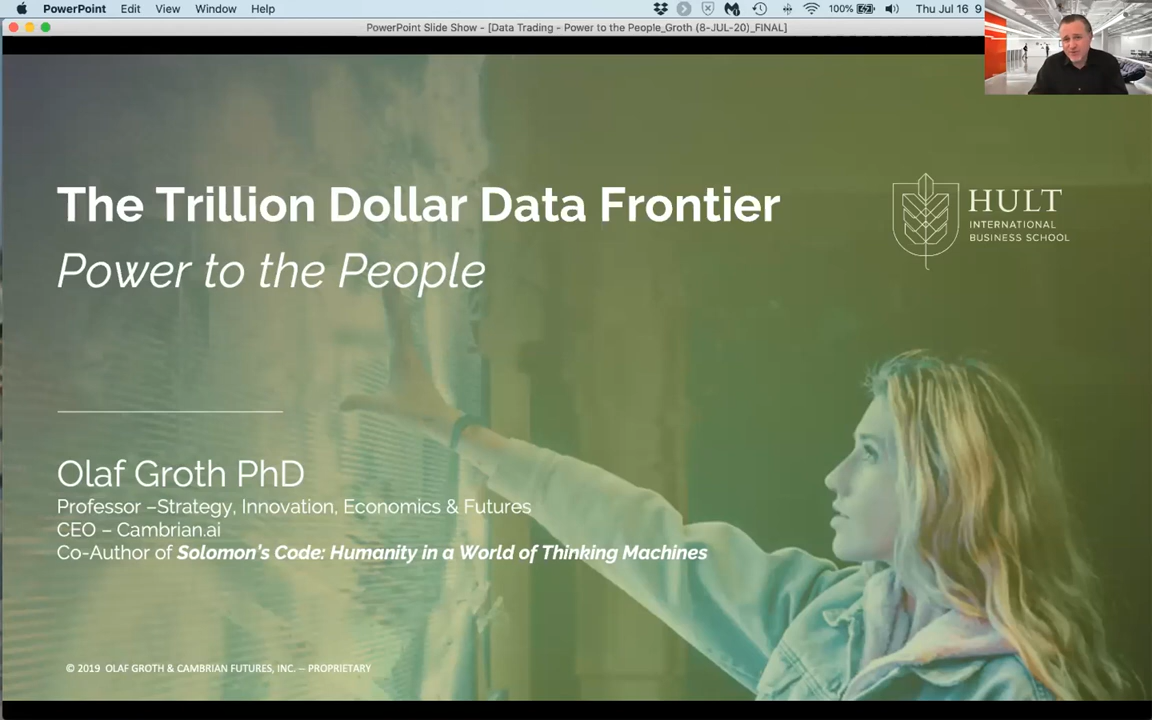 PowerPoint Edit View Window Help 100% Thu Jul 16 9
PowerPoint Slide Show - [Data Trading - Power to the People_Groth (8-JUL-20)_FINAL]
The Trillion Dollar Data Frontier
Power to the People
HULT
INTERNATIONAL
BUSINESS SCHOOL
Olaf Groth PhD
Professor –Strategy, Innovation, Economics & Futures
CEO – Cambrian.ai
Co-Author of Solomon's Code: Humanity in a World of Thinking Machines
© 2019 OLAF GROTH & CAMBRIAN FUTURES, INC. – PROPRIETARY